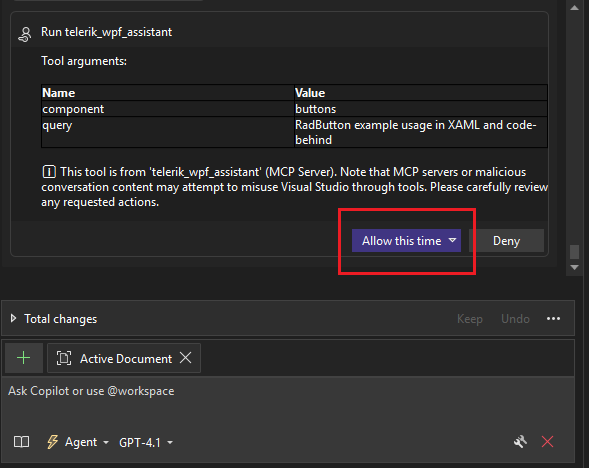 Run telerik_wpf_assistant
Tool arguments:
Name Value
component buttons
query RadButton example usage in XAML and code-
behind
This tool is from 'telerik_wpf_assistant' (MCP Server). Note that MCP servers or malicious
conversation content may attempt to misuse Visual Studio through tools. Please carefully review
any requested actions.
Allow this time Deny
Total changes Keep Undo
Active Document
Ask Copilot or use @workspace
Agent GPT-4.1